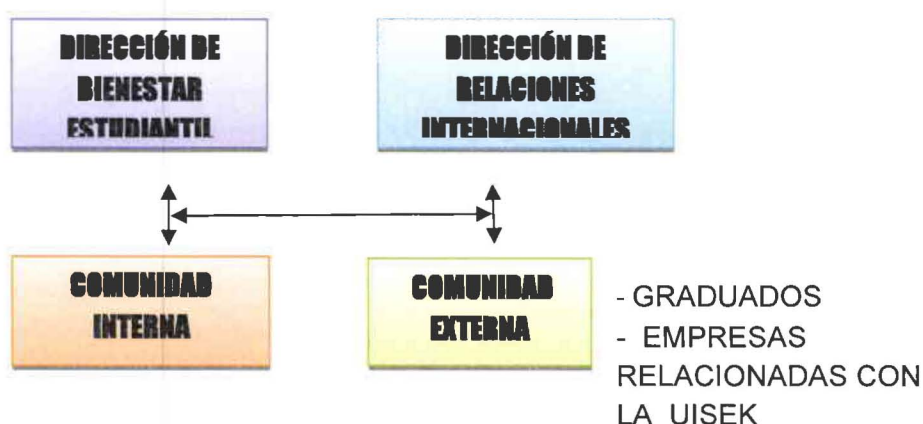 DIRECCIÓN DE
BIENESTAR
ESTUDIANTIL
DIRECCIÓN DE
RELACIONES
INTERNACIONALES
COMUNIDAD
INTERNA
COMUNIDAD
EXTERNA
- GRADUADOS
- EMPRESAS
RELACIONADAS CON
LA UISEK